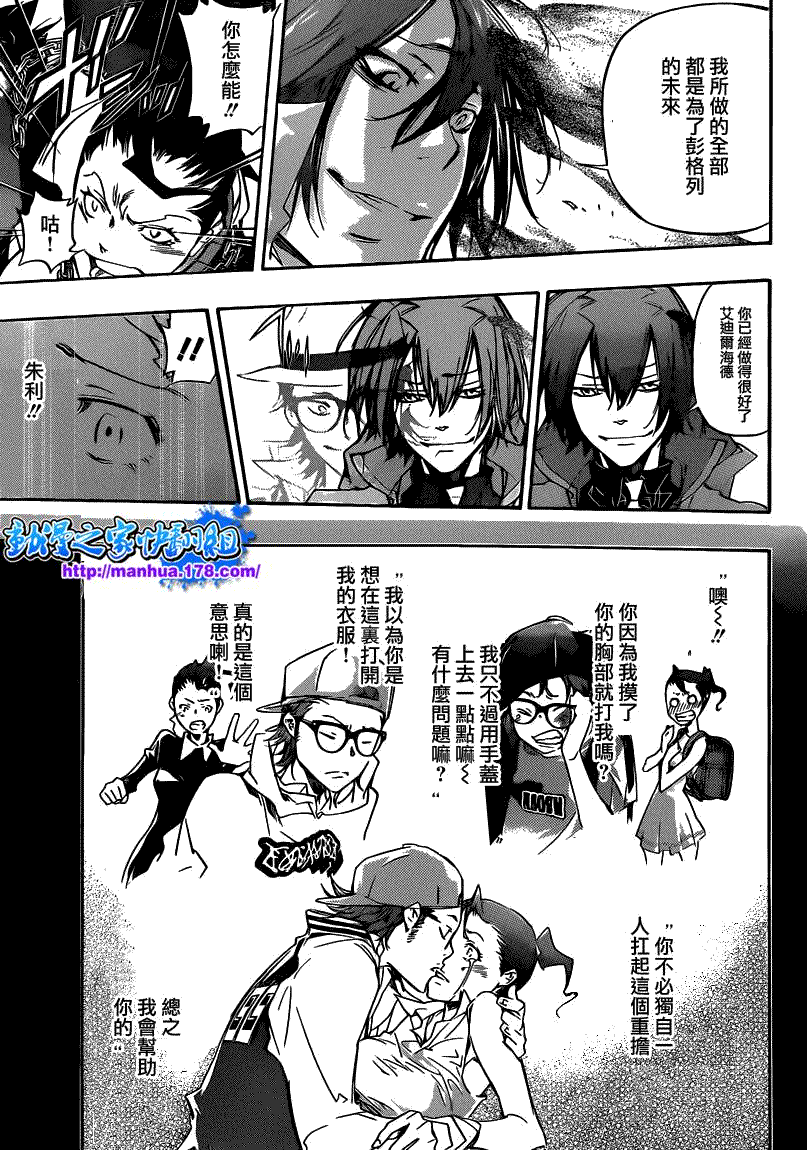 我所做的全部
都是為了彭格列
的未來
你怎麼能!!
咕!
你已經做得很好了
艾迪爾海德
!!
朱利!!
動漫之家快翻組
http://manhua.178.com/
"噢~!!
你因為我摸了
你的胸部就打我嗎?
我只不過用手蓋
上去一點點嘛~
有什麼問題嘛?"
"我以為你是
想在這裏打開
我的衣服!
真的是這個
意思喇!"
"你不必獨自一
人扛起這個重擔
總之
我會幫助
你的"